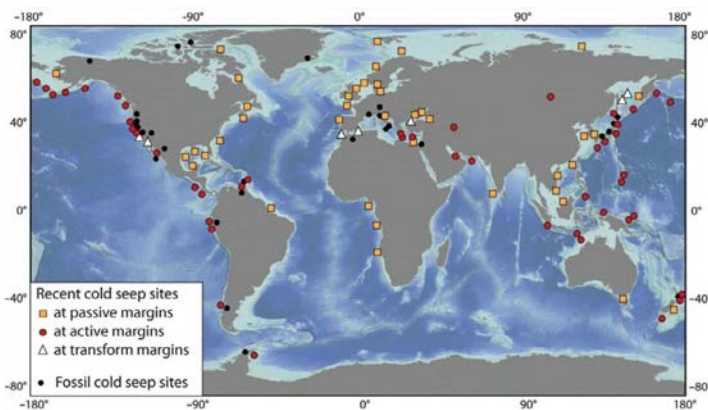 −180° −90° 0° 90° 180°
80° 80°
40° 40°
0° 0°
Recent cold seep sites
at passive margins
−40° at active margins −40°
at transform margins
Fossil cold seep sites
−80° −80°
−90° 0° 90° 180°